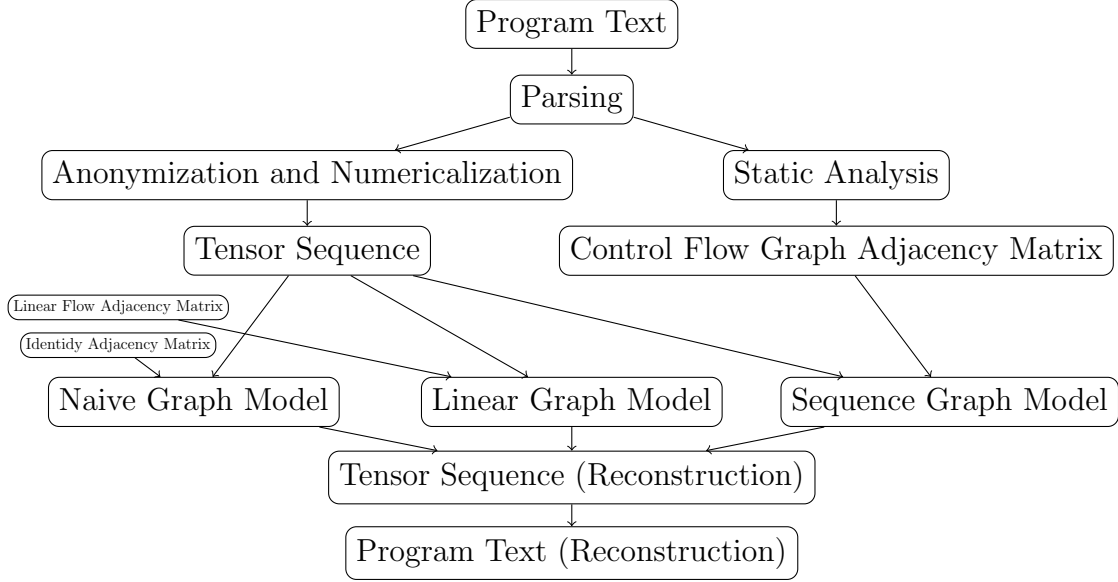 Program Text
Parsing
Anonymization and Numericalization
Static Analysis
Tensor Sequence
Control Flow Graph Adjacency Matrix
Linear Flow Adjacency Matrix
Identidy Adjacency Matrix
Naive Graph Model
Linear Graph Model
Sequence Graph Model
Tensor Sequence (Reconstruction)
Program Text (Reconstruction)